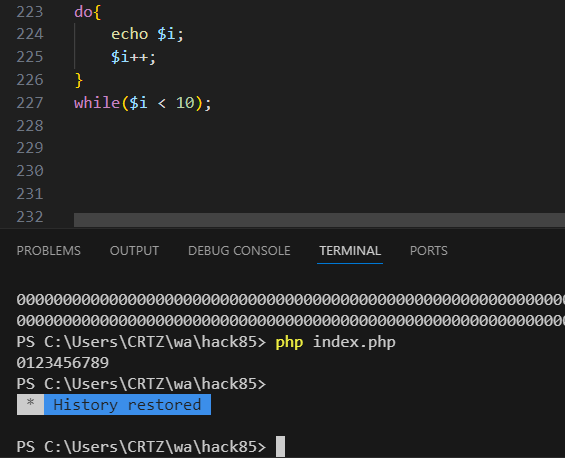 223 do{
224 echo $i;
225 $i++;
226 }
227 while($i < 10);
228
229
230
231
232
PROBLEMS OUTPUT DEBUG CONSOLE TERMINAL PORTS
00000000000000000000000000000000000000000000000000000000000
00000000000000000000000000000000000000000000000000000000000
PS C:\Users\CRTZ\wa\hack85> php index.php
0123456789
PS C:\Users\CRTZ\wa\hack85>
* History restored
PS C:\Users\CRTZ\wa\hack85>